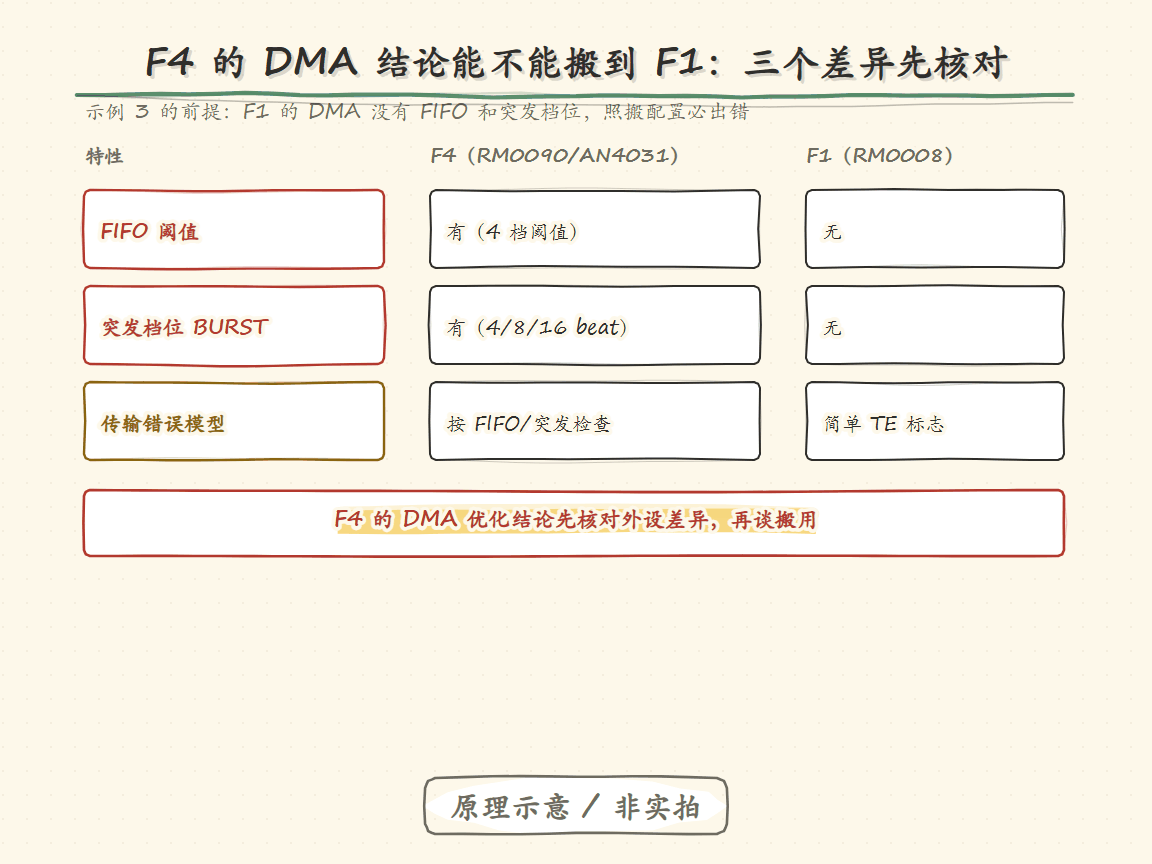 F4 的 DMA 结论能不能搬到 F1：三个差异先核对
示例 3 的前提：F1 的 DMA 没有 FIFO 和突发档位，照搬配置必出错
特性 F4（RM0090/AN4031） F1（RM0008）
FIFO 阈值 有（4 档阈值） 无
突发档位 BURST 有（4/8/16 beat） 无
传输错误模型 按 FIFO/突发检查 简单 TE 标志
F4 的 DMA 优化结论先核对外设差异，再谈搬用
原理示意 / 非实拍